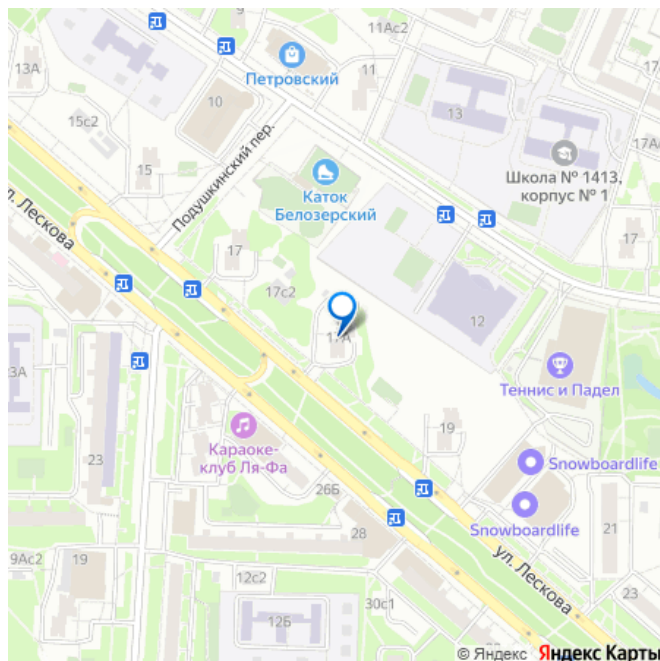 9
11Ас2
13А
Петровский
11
10
15с2
13
17А
15
Подушкинский пер.
Школа № 1413,
корпус № 1
Каток
Белозерский
ул. Лескова
17
17
17с2
12
17А
Теннис и Падел
23А
19
Караоке-
клуб Ля-Фа
23
Snowboardlife
26Б
Snowboardlife
28
21
ул. Лескова
9Ас2
19
12с2
23
30с1
12Б
© Яндекс Яндекс Карты